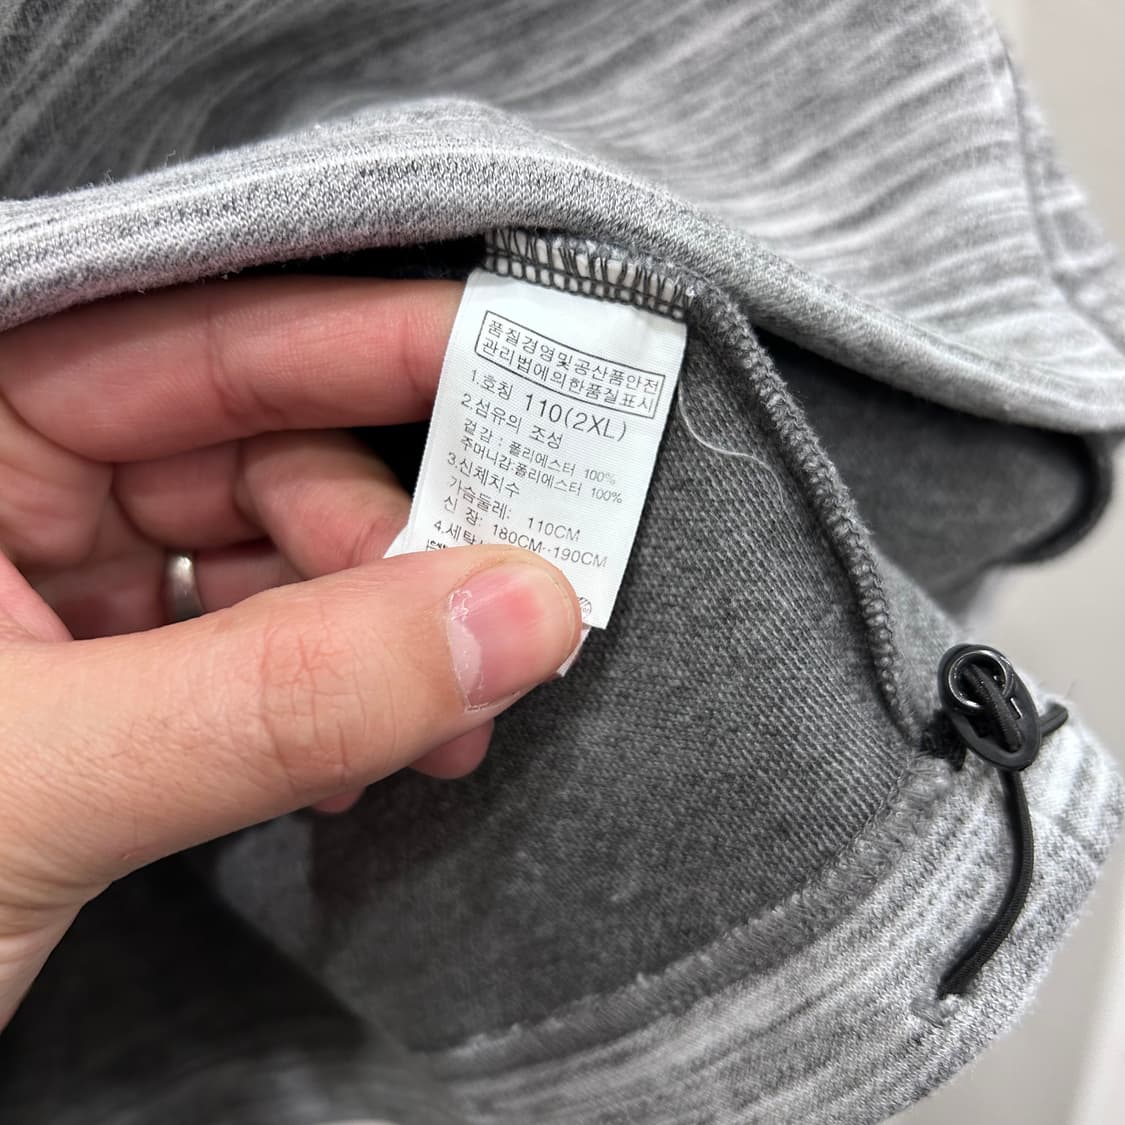 품질경영및공산품안전
관리법에의한품질표시
1.호칭 110(2XL)
2.섬유의 조성
겉감 : 폴리에스터 100%
주머니감:폴리에스터 100%
3.신체치수
가슴둘레: 110CM
신 장: 180CM~190CM
4.세탁